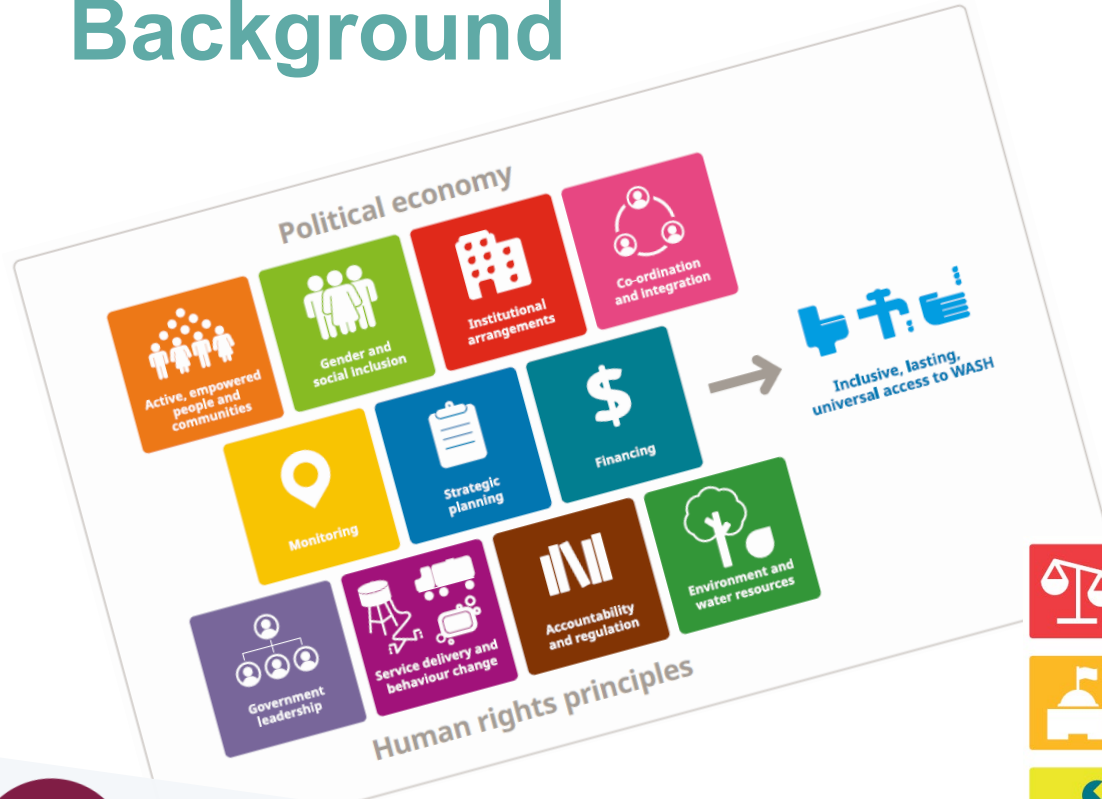 Background
Political economy
Active, empowered
people and
communities
Gender and
social inclusion
Institutional
arrangements
Co-ordination
and integration
Monitoring
Strategic
planning
Financing
Inclusive, lasting,
universal access to WASH
Government
leadership
Service delivery and
behaviour change
Accountability
and regulation
Environment and
water resources
Human rights principles